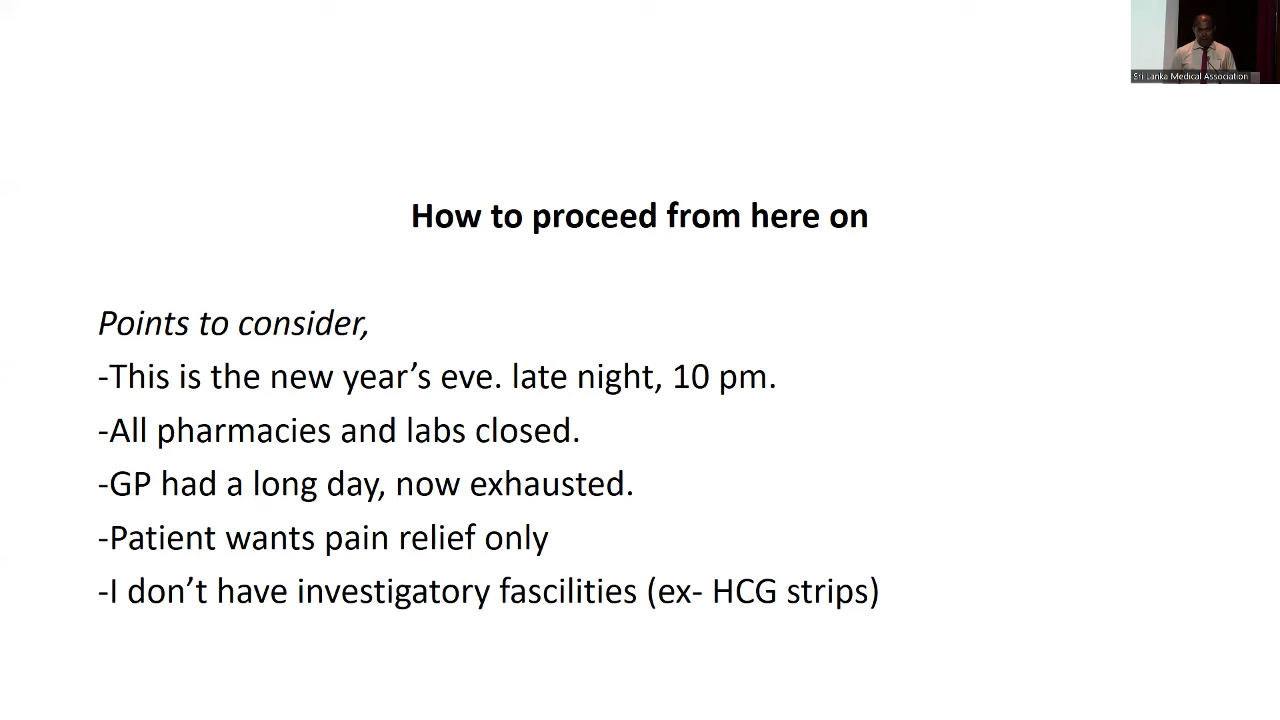 Sri Lanka Medical Association
How to proceed from here on
Points to consider,
-This is the new year’s eve. late night, 10 pm.
-All pharmacies and labs closed.
-GP had a long day, now exhausted.
-Patient wants pain relief only
-I don’t have investigatory fascilities (ex- HCG strips)